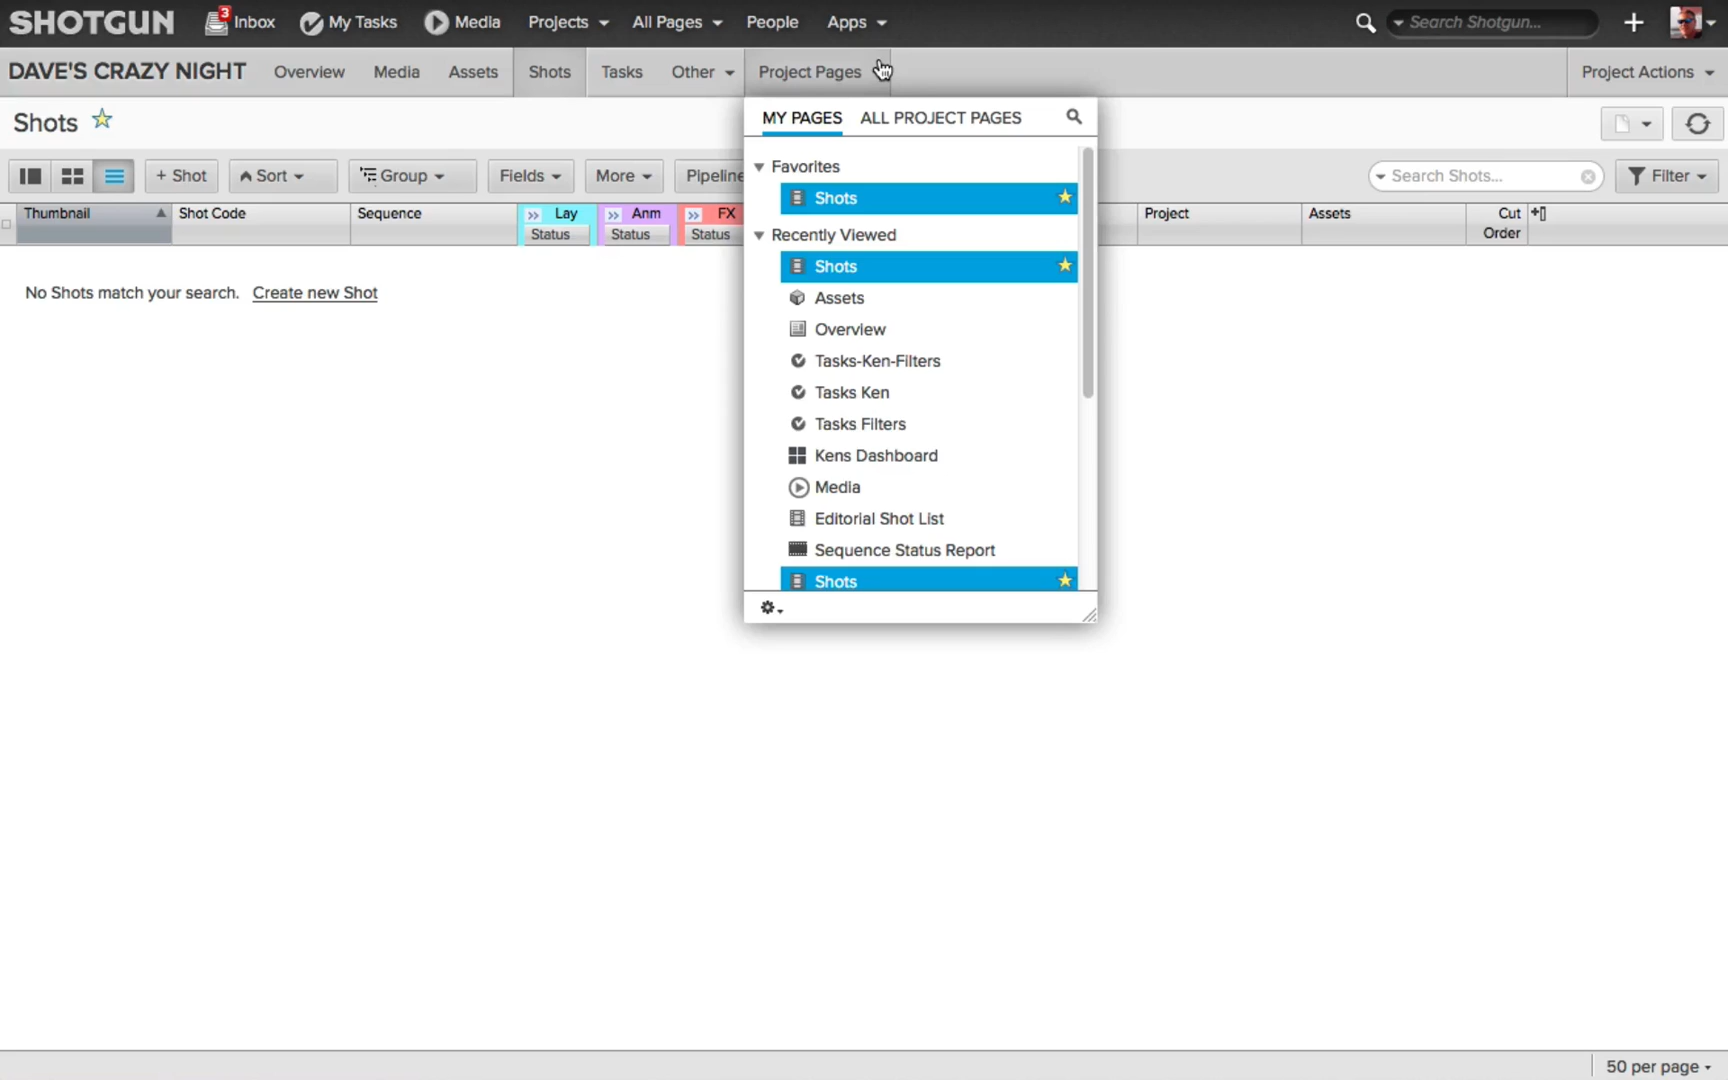 SHOTGUN 3 Inbox My Tasks Media Projects All Pages People Apps Search Shotgun...
DAVE'S CRAZY NIGHT Overview Media Assets Shots Tasks Other Project Pages Project Actions
Shots
MY PAGES ALL PROJECT PAGES
+ Shot Sort Group Fields More Pipeline Search Shots... Filter
Thumbnail Shot Code Sequence Lay Anm FX Project Assets Cut Order
Status Status Status
No Shots match your search. Create new Shot
Favorites
Shots
Recently Viewed
Shots
Assets
Overview
Tasks-Ken-Filters
Tasks Ken
Tasks Filters
Kens Dashboard
Media
Editorial Shot List
Sequence Status Report
Shots
50 per page